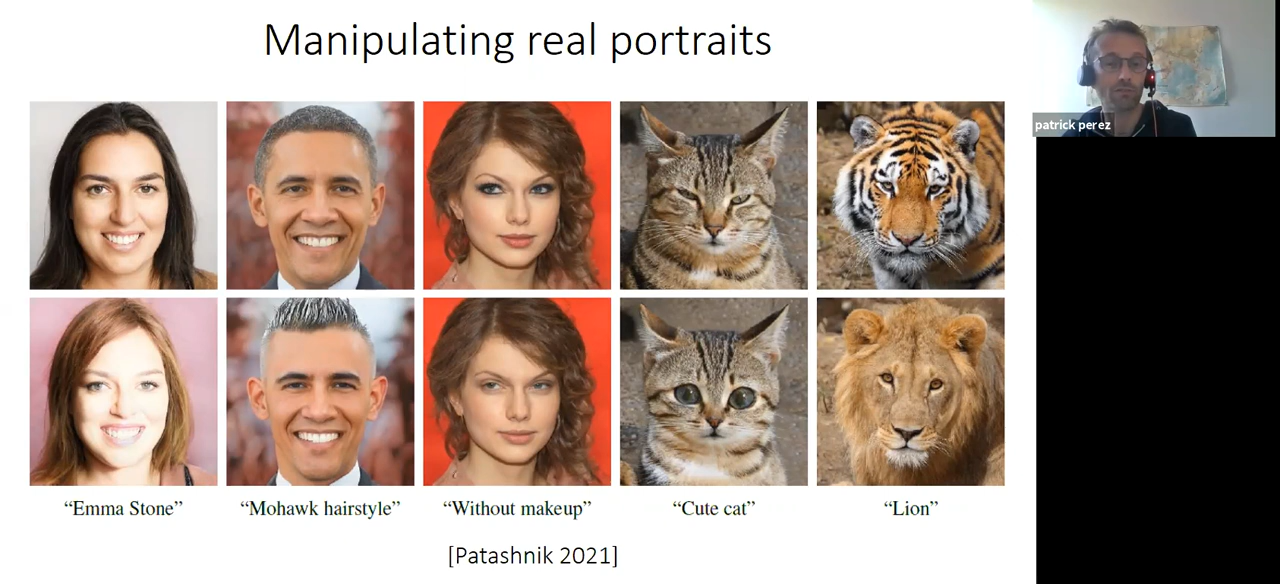 Manipulating real portraits
patrick perez
“Emma Stone” “Mohawk hairstyle” “Without makeup” “Cute cat” “Lion”
[Patashnik 2021]